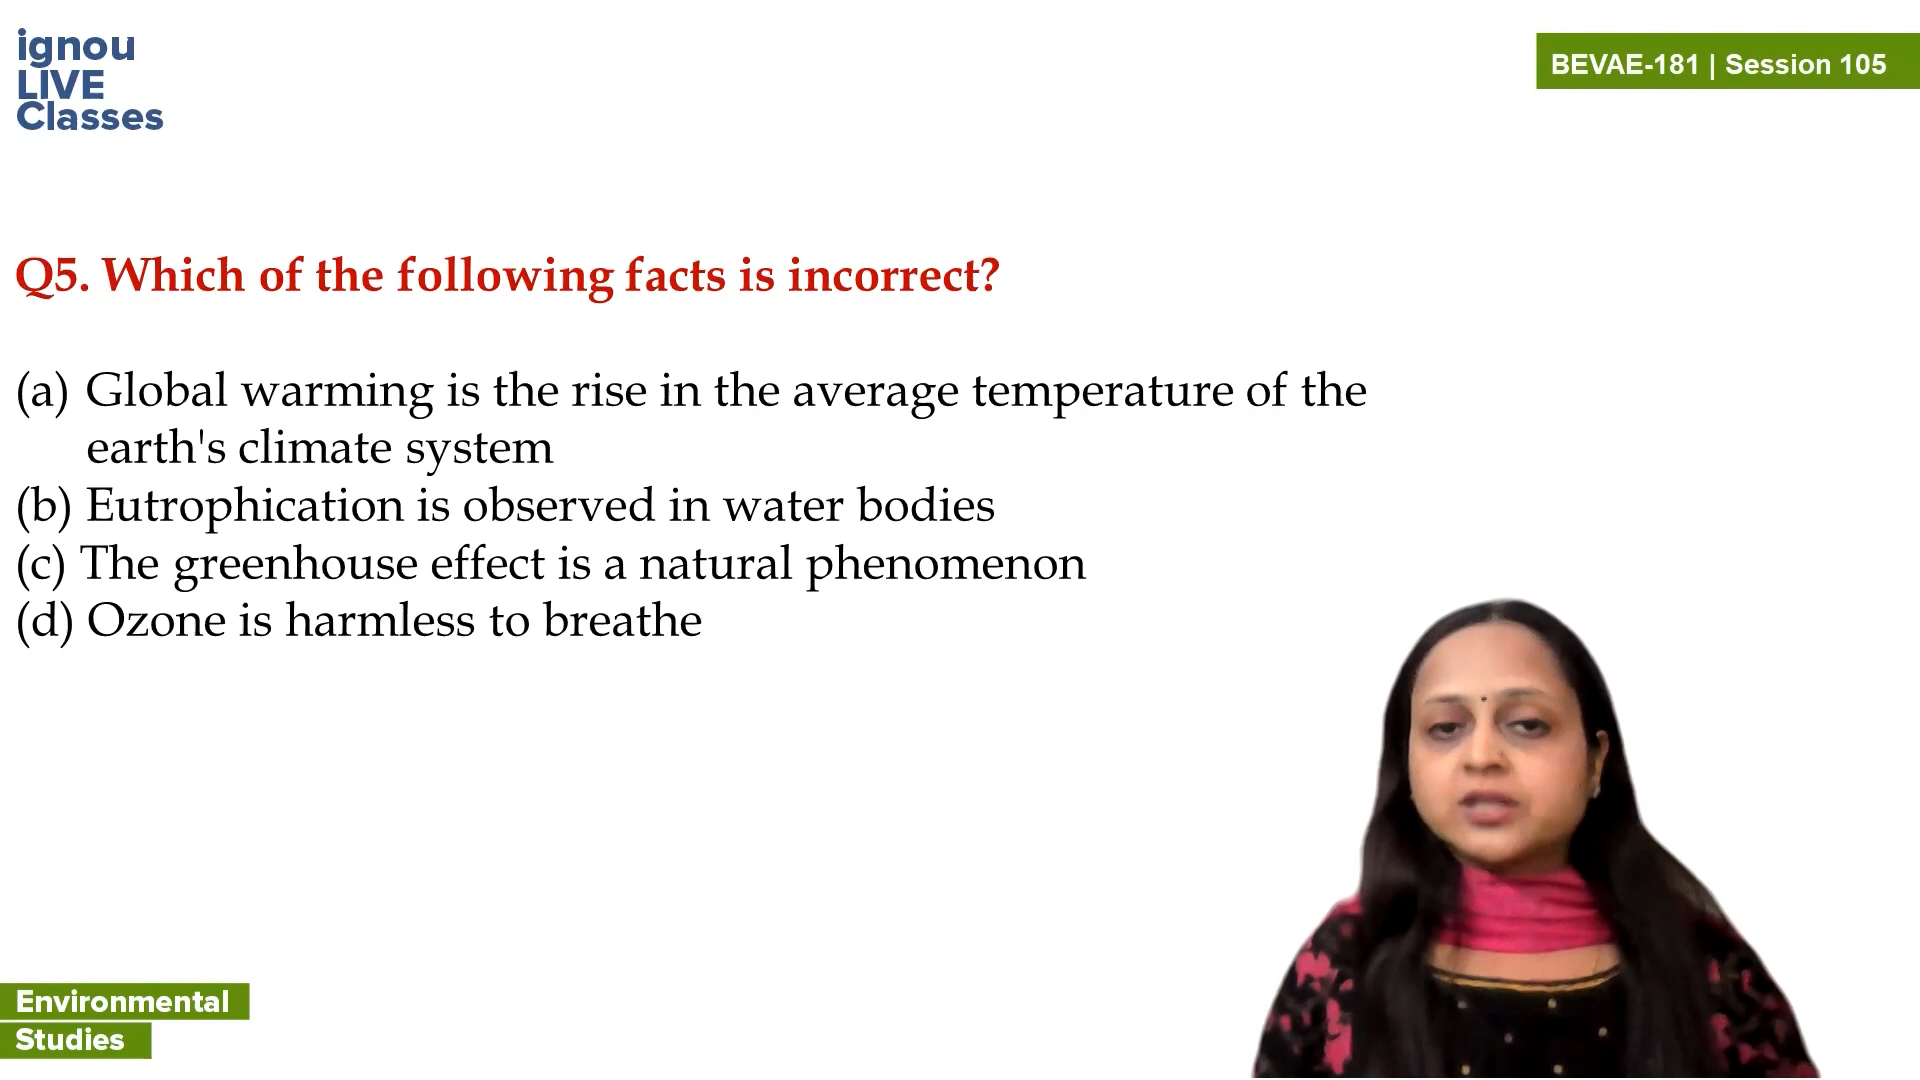 ignou
LIVE
Classes
BEVAE-181 | Session 105
Q5. Which of the following facts is incorrect?
(a) Global warming is the rise in the average temperature of the
earth's climate system
(b) Eutrophication is observed in water bodies
(c) The greenhouse effect is a natural phenomenon
(d) Ozone is harmless to breathe
Environmental
Studies